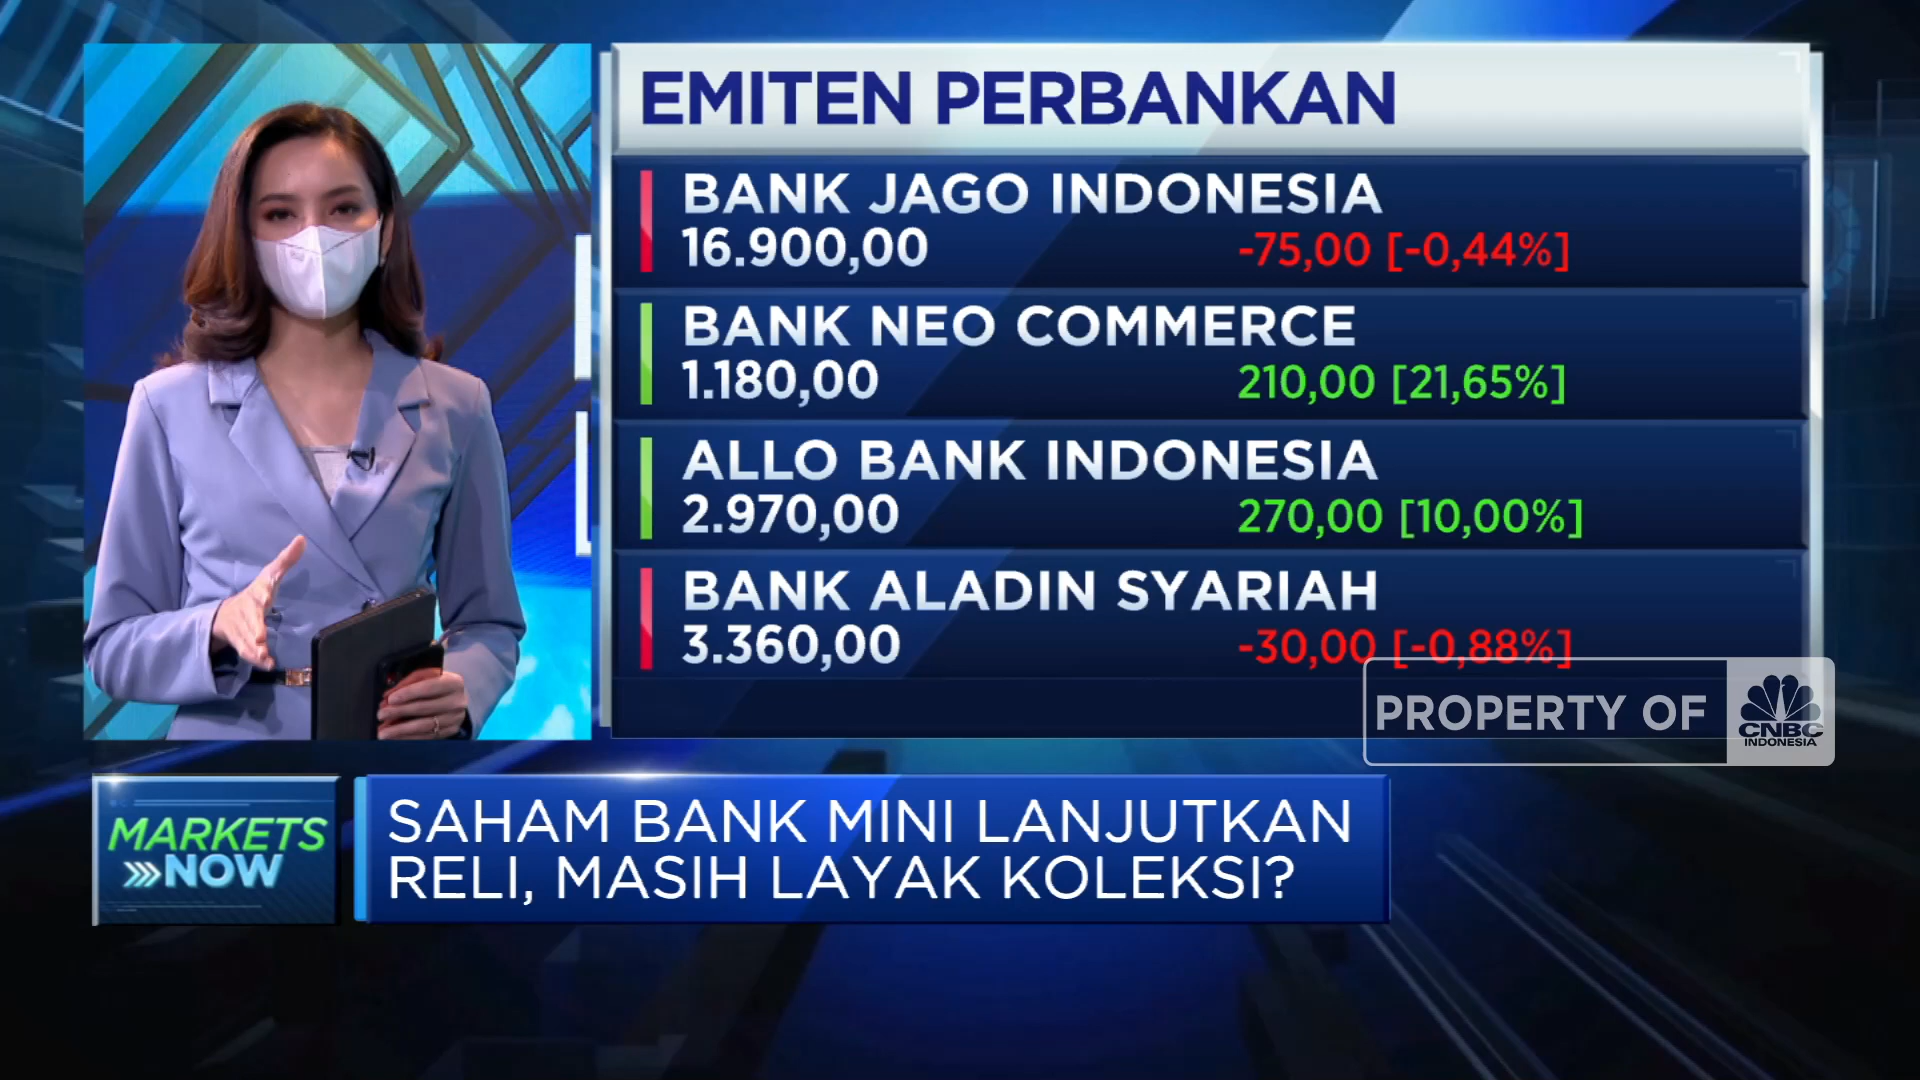 EMITEN PERBANKAN
BANK JAGO INDONESIA
16.900,00 -75,00 [-0,44%]
BANK NEO COMMERCE
1.180,00 210,00 [21,65%]
ALLO BANK INDONESIA
2.970,00 270,00 [10,00%]
BANK ALADIN SYARIAH
3.360,00 -30,00 [-0,88%]
PROPERTY OF
CNBC
INDONESIA
MARKETS
NOW
SAHAM BANK MINI LANJUTKAN
RELI, MASIH LAYAK KOLEKSI?